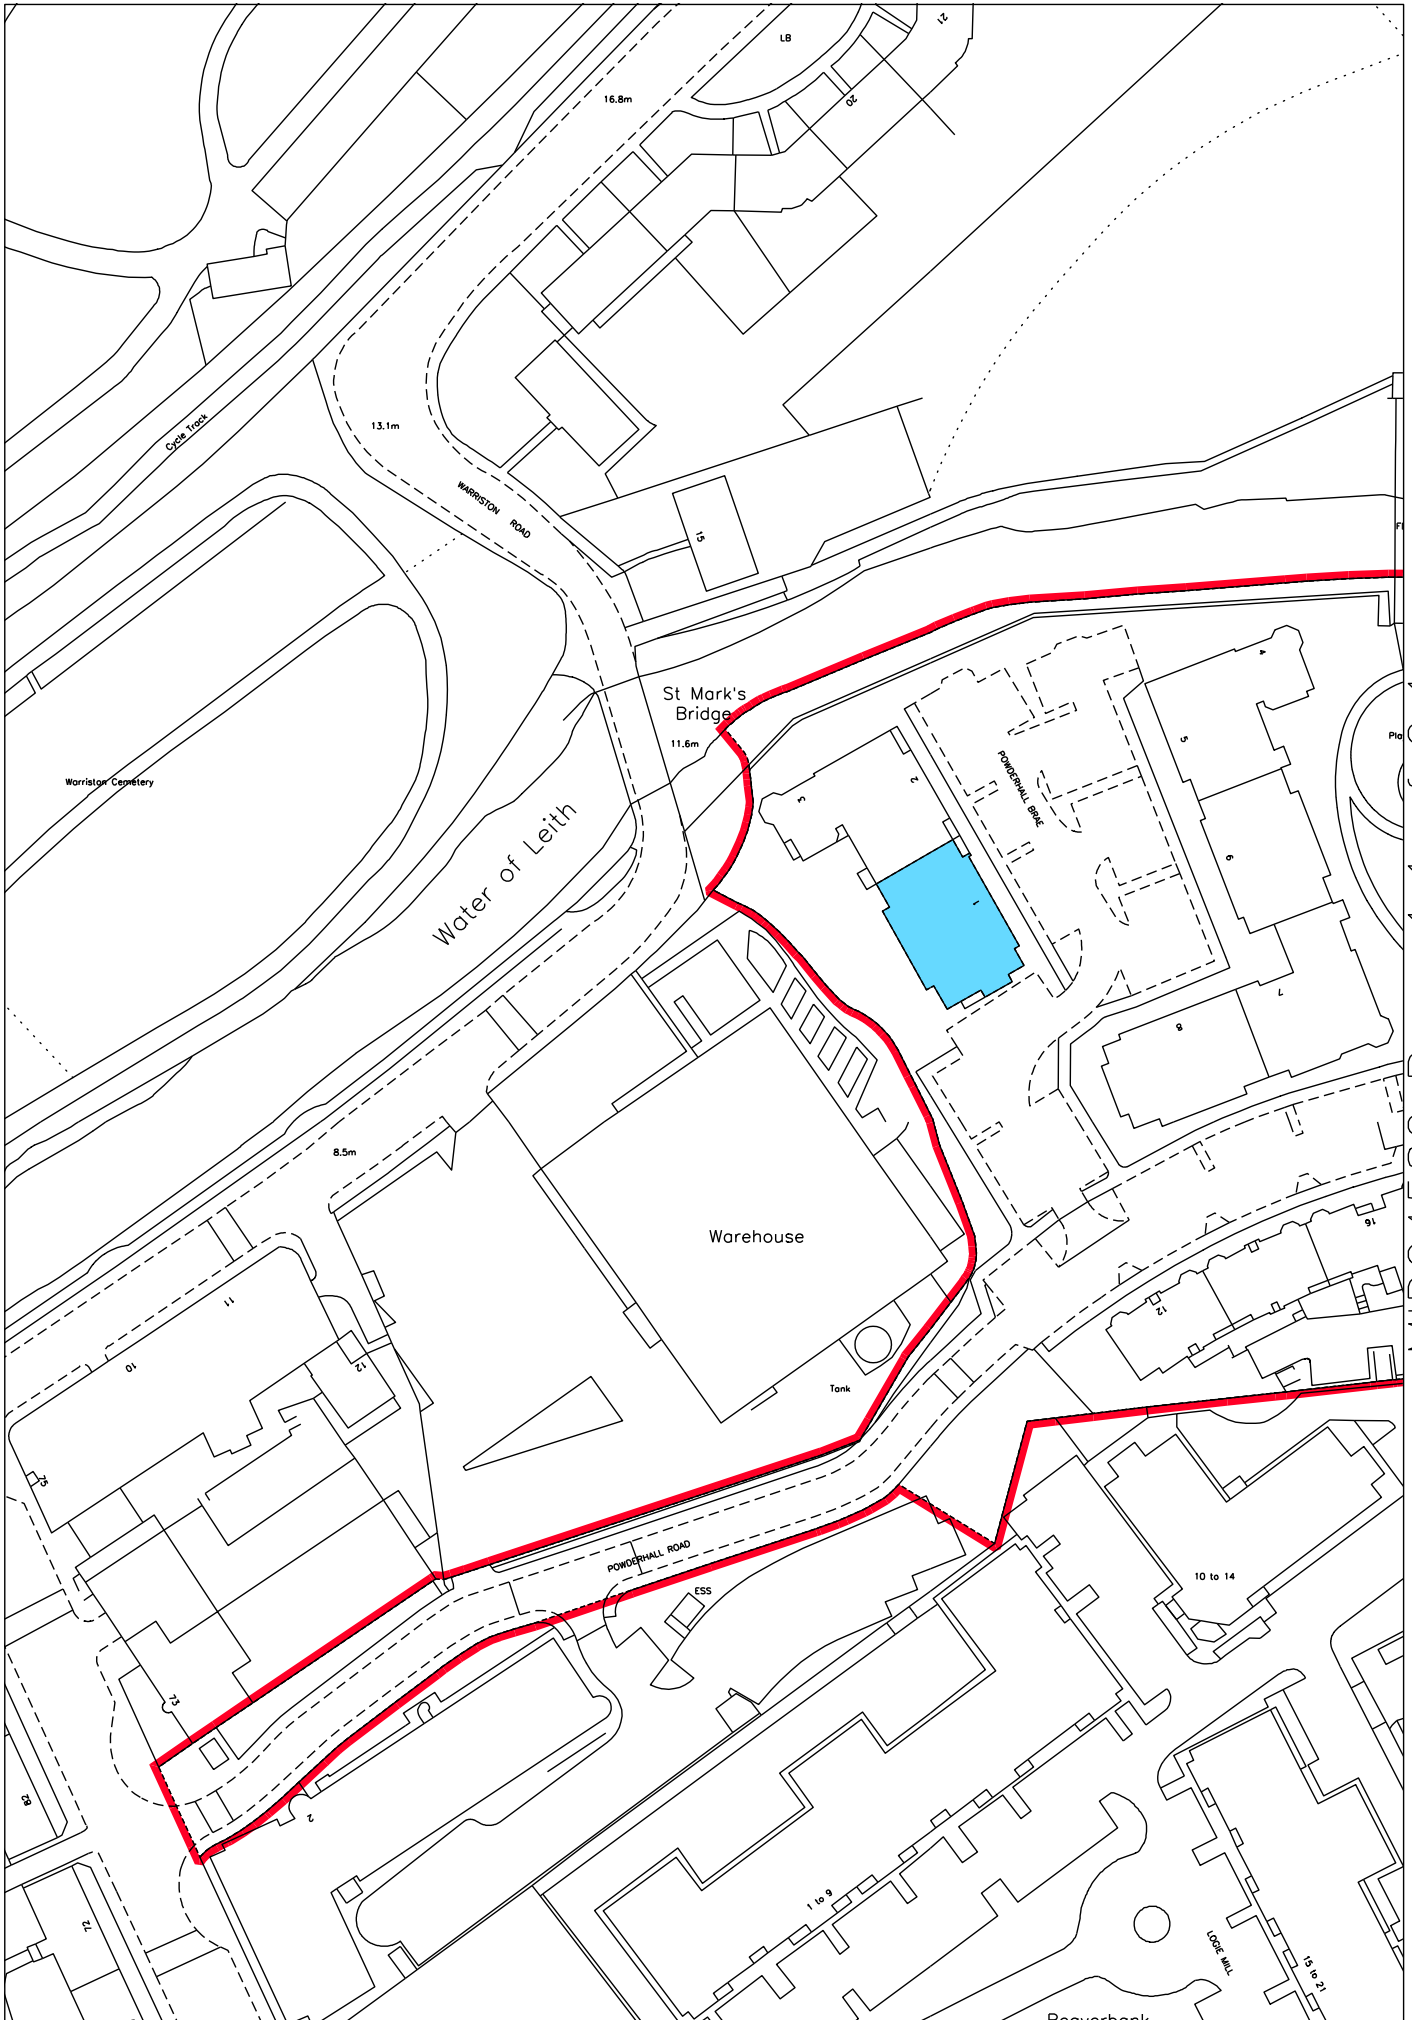 LB
21
16.8m
20
Cycle Track
13.1m
WARRISTON ROAD
15
St Mark's
Bridge
11.6m
4
5
2
3
POWDERHALL BRAE
Warriston Cemetery
Water of Leith
6
1
7
8
8.5m
Warehouse
16
11
12
10
12
Tank
75
POWDERHALL ROAD
ESS
10 to 14
73
82
2
72
1 to 9
LOGIE MILL
15 to 21
Beaverbank